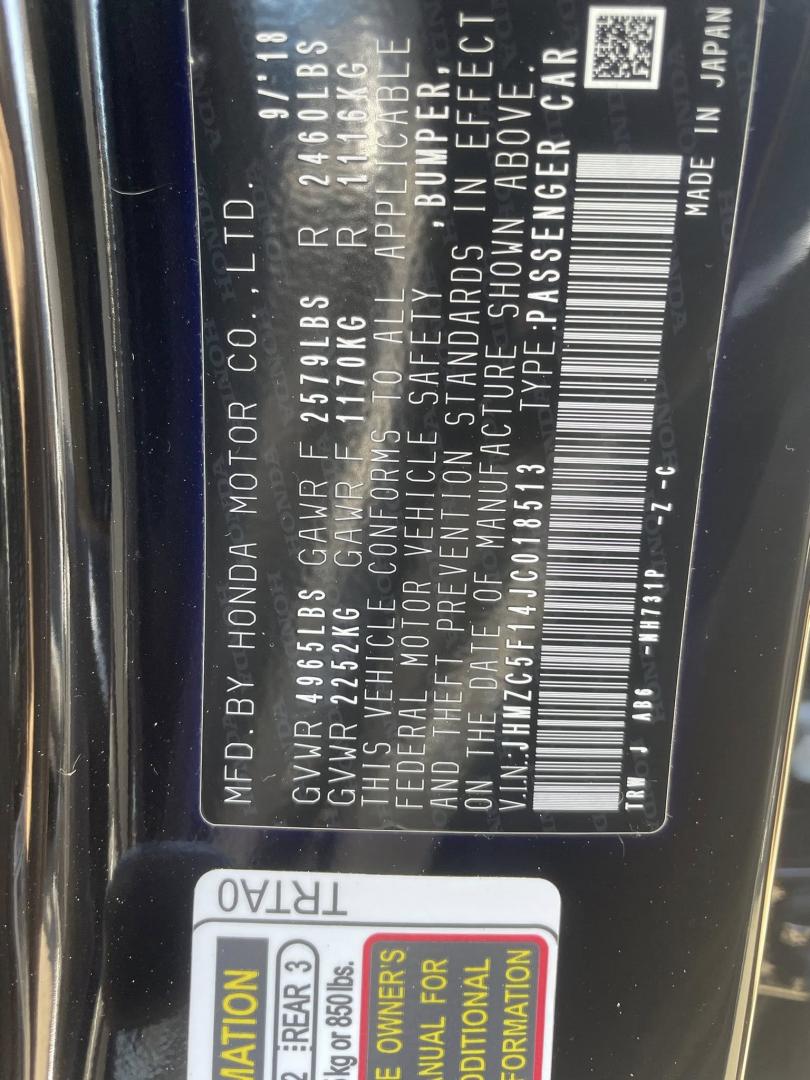 MFD. BY HONDA MOTOR CO., LTD. 9/'18
GVWR 4965LBS GAWR F 2579LBS R 2460LBS
GVWR 2252KG GAWR F 1170KG R 1116KG
THIS VEHICLE CONFORMS TO ALL APPLICABLE
FEDERAL MOTOR VEHICLE SAFETY ,BUMPER,
AND THEFT PREVENTION STANDARDS IN EFFECT
ON THE DATE OF MANUFACTURE SHOWN ABOVE.
V.I.N.:JHMZC5F14JC018513 TYPE:PASSENGER CAR
TRW J AB6 -NH731P -Z -C MADE IN JAPAN
TRTA0
MATION
2 REAR 3
kg or 850 lbs.
E OWNER'S
ANUAL FOR
DDITIONAL
FORMATION